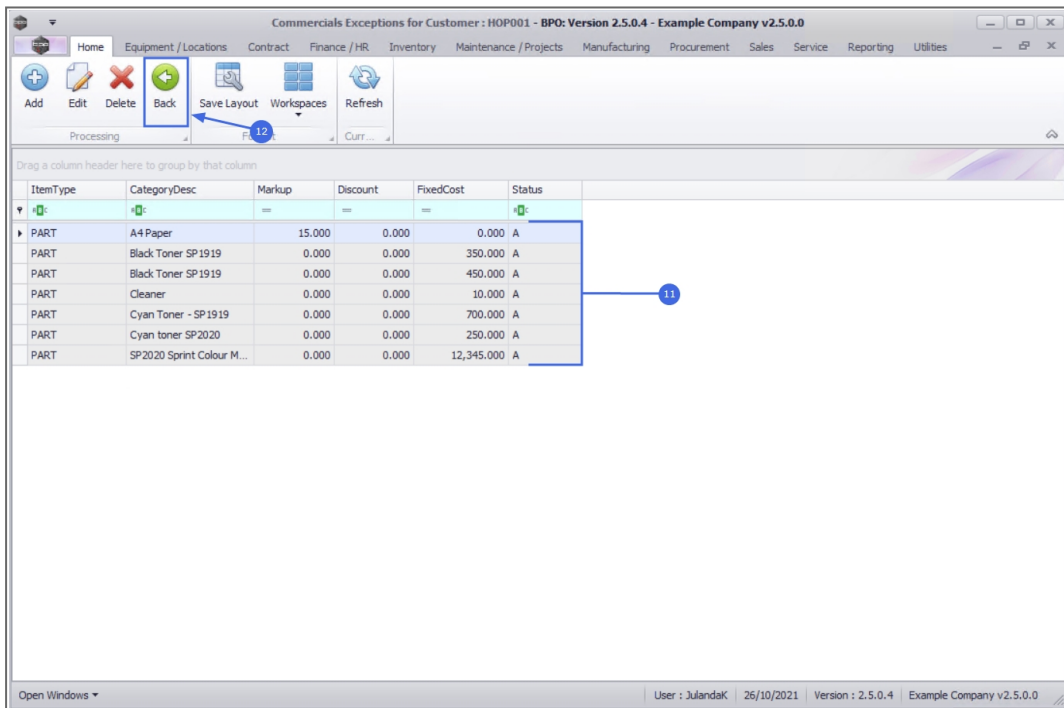 Commercials Exceptions for Customer : HOP001 - BPO: Version 2.5.0.4 - Example Company v2.5.0.0
Home Equipment / Locations Contract Finance / HR Inventory Maintenance / Projects Manufacturing Procurement Sales Service Reporting Utilities
Add Edit Delete Back Save Layout Workspaces Refresh
12
Processing Curr...
Drag a column header here to group by that column
ItemType CategoryDesc Markup Discount FixedCost Status
PART A4 Paper 15.000 0.000 0.000 A
PART Black Toner SP1919 0.000 0.000 350.000 A
PART Black Toner SP1919 0.000 0.000 450.000 A
PART Cleaner 0.000 0.000 10.000 A
11
PART Cyan Toner - SP1919 0.000 0.000 700.000 A
PART Cyan toner SP2020 0.000 0.000 250.000 A
PART SP2020 Sprint Colour M... 0.000 0.000 12,345.000 A
Open Windows User : JulandaK 26/10/2021 Version : 2.5.0.4 Example Company v2.5.0.0